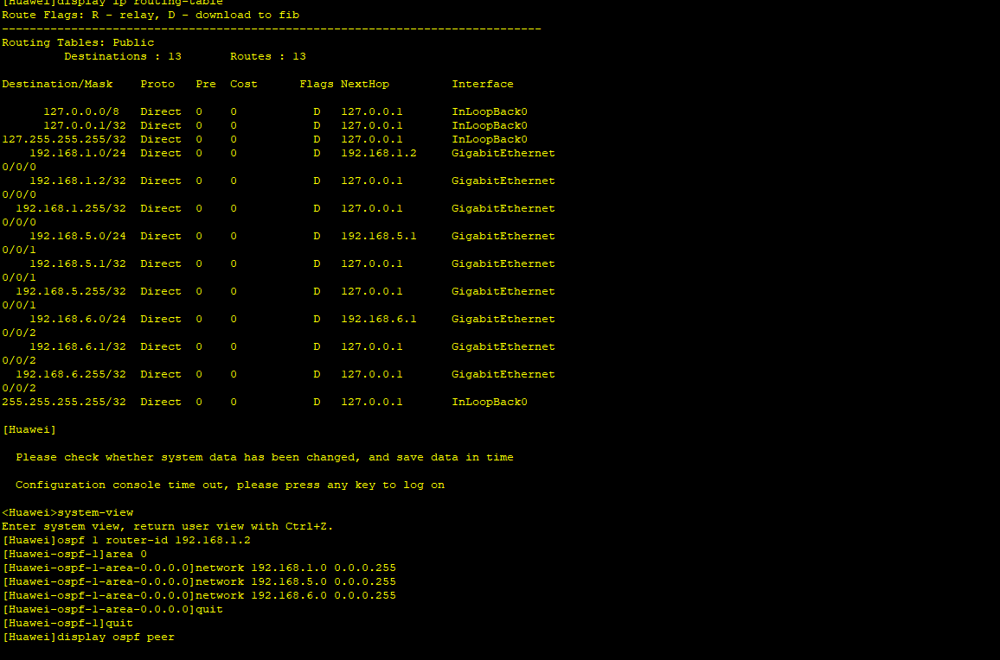 [Huawei]display ip routing-table
Route Flags: R - relay, D - download to fib
------------------------------------------------------------------------------
Routing Tables: Public
         Destinations : 13       Routes : 13

Destination/Mask    Proto   Pre  Cost      Flags NextHop         Interface

      127.0.0.0/8   Direct  0    0           D   127.0.0.1       InLoopBack0
      127.0.0.1/32  Direct  0    0           D   127.0.0.1       InLoopBack0
127.255.255.255/32  Direct  0    0           D   127.0.0.1       InLoopBack0
    192.168.1.0/24  Direct  0    0           D   192.168.1.2     GigabitEthernet
0/0/0
    192.168.1.2/32  Direct  0    0           D   127.0.0.1       GigabitEthernet
0/0/0
  192.168.1.255/32  Direct  0    0           D   127.0.0.1       GigabitEthernet
0/0/0
    192.168.5.0/24  Direct  0    0           D   192.168.5.1     GigabitEthernet
0/0/1
    192.168.5.1/32  Direct  0    0           D   127.0.0.1       GigabitEthernet
0/0/1
  192.168.5.255/32  Direct  0    0           D   127.0.0.1       GigabitEthernet
0/0/1
    192.168.6.0/24  Direct  0    0           D   192.168.6.1     GigabitEthernet
0/0/2
    192.168.6.1/32  Direct  0    0           D   127.0.0.1       GigabitEthernet
0/0/2
  192.168.6.255/32  Direct  0    0           D   127.0.0.1       GigabitEthernet
0/0/2
255.255.255.255/32  Direct  0    0           D   127.0.0.1       InLoopBack0

[Huawei]

  Please check whether system data has been changed, and save data in time

  Configuration console time out, please press any key to log on

<Huawei>system-view
Enter system view, return user view with Ctrl+Z.
[Huawei]ospf 1 router-id 192.168.1.2
[Huawei-ospf-1]area 0
[Huawei-ospf-1-area-0.0.0.0]network 192.168.1.0 0.0.0.255
[Huawei-ospf-1-area-0.0.0.0]network 192.168.5.0 0.0.0.255
[Huawei-ospf-1-area-0.0.0.0]network 192.168.6.0 0.0.0.255
[Huawei-ospf-1-area-0.0.0.0]quit
[Huawei-ospf-1]quit
[Huawei]display ospf peer